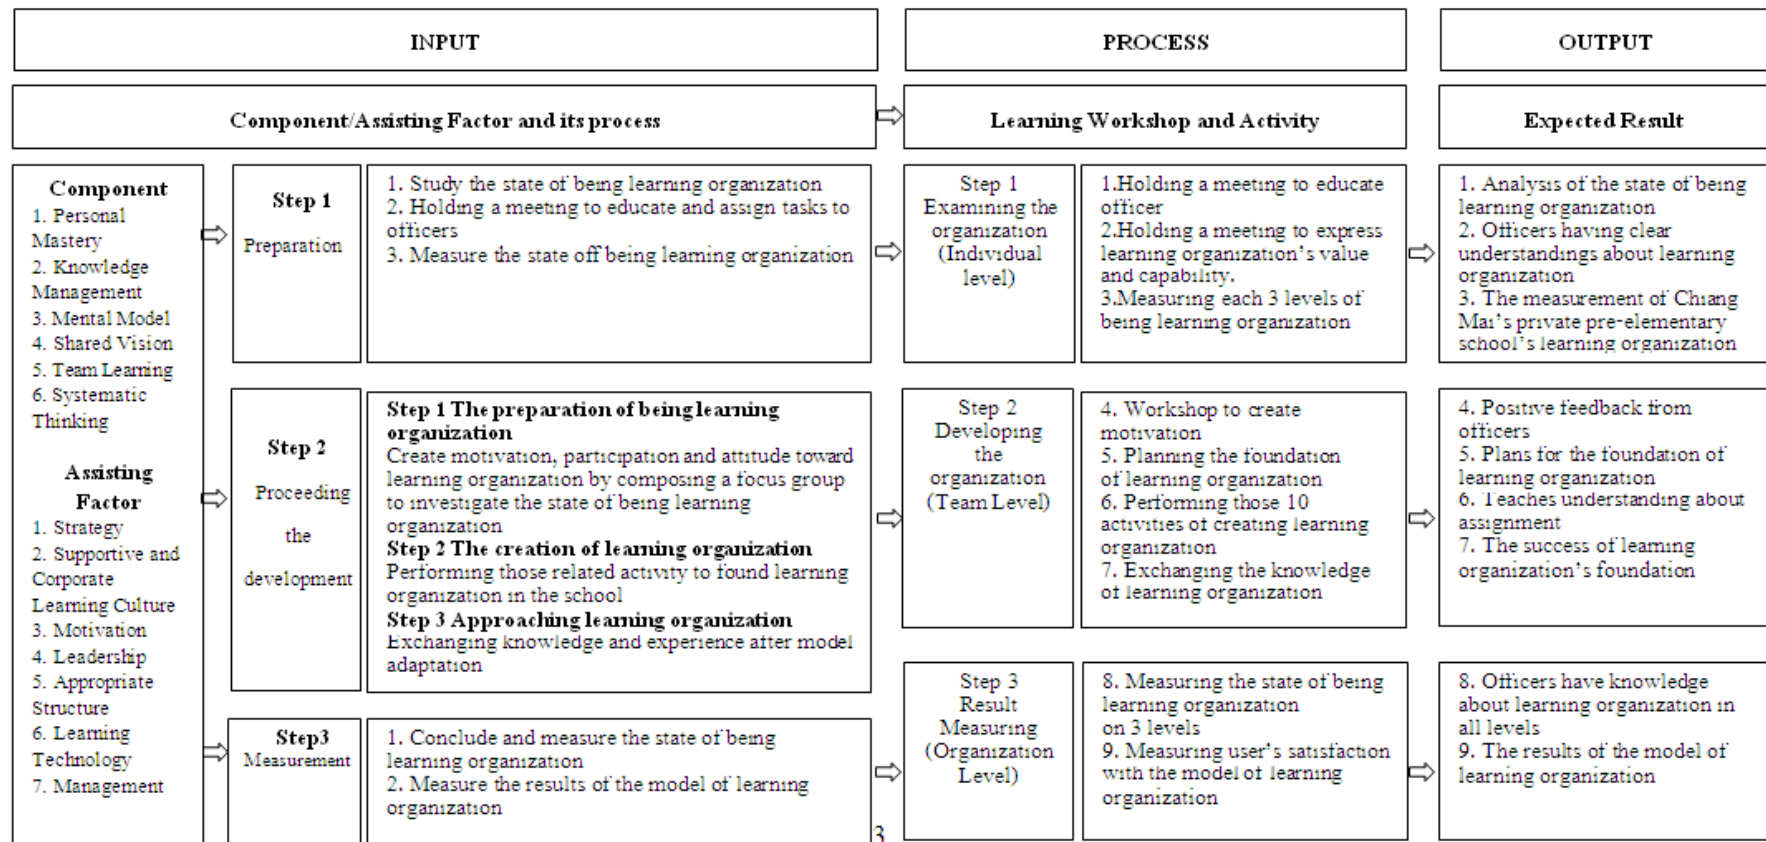 INPUT
PROCESS
OUTPUT
Component/Assisting Factor and its process
Learning Workshop and Activity
Expected Result
Component
1. Personal
Mastery
2. Knowledge
Management
3. Mental Model
4. Shared Vision
5. Team Learning
6. Systematic
Thinking
Assisting
Factor
1. Strategy
2. Supportive and
Corporate
Learning Culture
3. Motivation
4. Leadership
5. Appropriate
Structure
6. Learning
Technology
7. Management
Step 1
Preparation
1. Study the state of being learning organization
2. Holding a meeting to educate and assign tasks to
officers
3. Measure the state off being learning organization
Step 1
Examining the
organization
(Individual
level)
1.Holding a meeting to educate
officer
2.Holding a meeting to express
learning organization's value
and capability.
3.Measuring each 3 levels of
being learning organization
1. Analysis of the state of being
learning organization
2. Officers having clear
understandings about learning
organization
3. The measurement of Chiang
Mai's private pre-elementary
school's learning organization
Step 2
Proceeding
the
development
Step 1 The preparation of being learning
organization
Create motivation, participation and attitude toward
learning organization by composing a focus group
to investigate the state of being learning
organization
Step 2 The creation of learning organization
Performing those related activity to found learning
organization in the school
Step 3 Approaching learning organization
Exchanging knowledge and experience after model
adaptation
Step 2
Developing
the
organization
(Team Level)
4. Workshop to create
motivation
5. Planning the foundation
of learning organization
6. Performing those 10
activities of creating learning
organization
7. Exchanging the knowledge
of learning organization
4. Positive feedback from
officers
5. Plans for the foundation of
learning organization
6. Teaches understanding about
assignment
7. The success of learning
organization's foundation
Step3
Measurement
1. Conclude and measure the state of being
learning organization
2. Measure the results of the model of learning
organization
Step 3
Result
Measuring
(Organization
Level)
8. Measuring the state of being
learning organization
on 3 levels
9. Measuring user's satisfaction
with the model of learning
organization
8. Officers have knowledge
about learning organization in
all levels
9. The results of the model of
learning organization
3